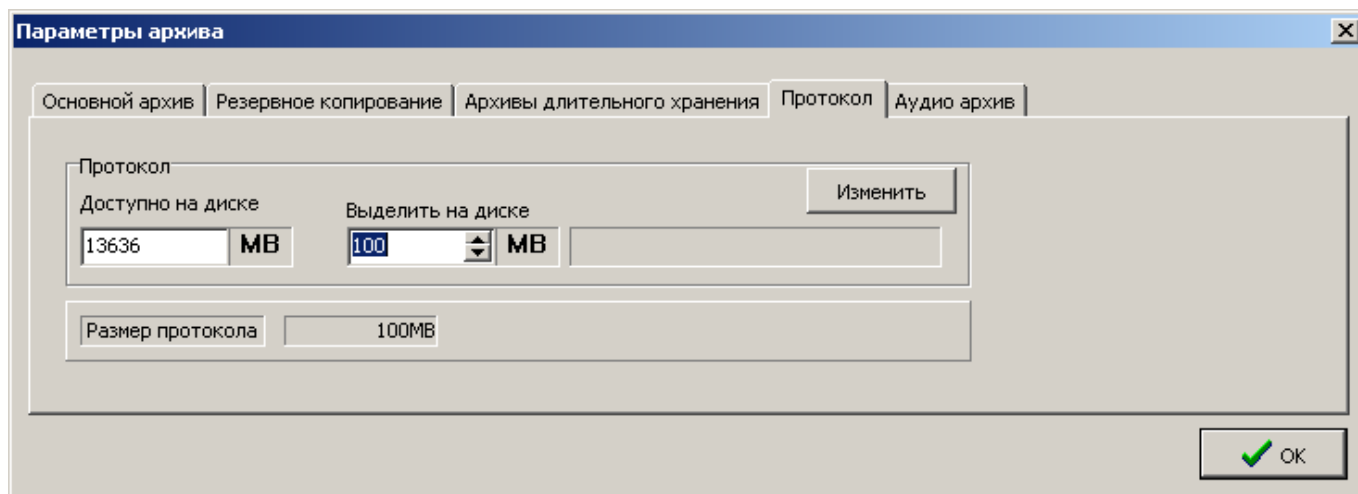 Параметры архива
Основной архив Резервное копирование Архивы длительного хранения Протокол Аудио архив
Протокол
Изменить
Доступно на диске Выделить на диске
13636 MB 100 MB
Размер протокола 100MB
OK